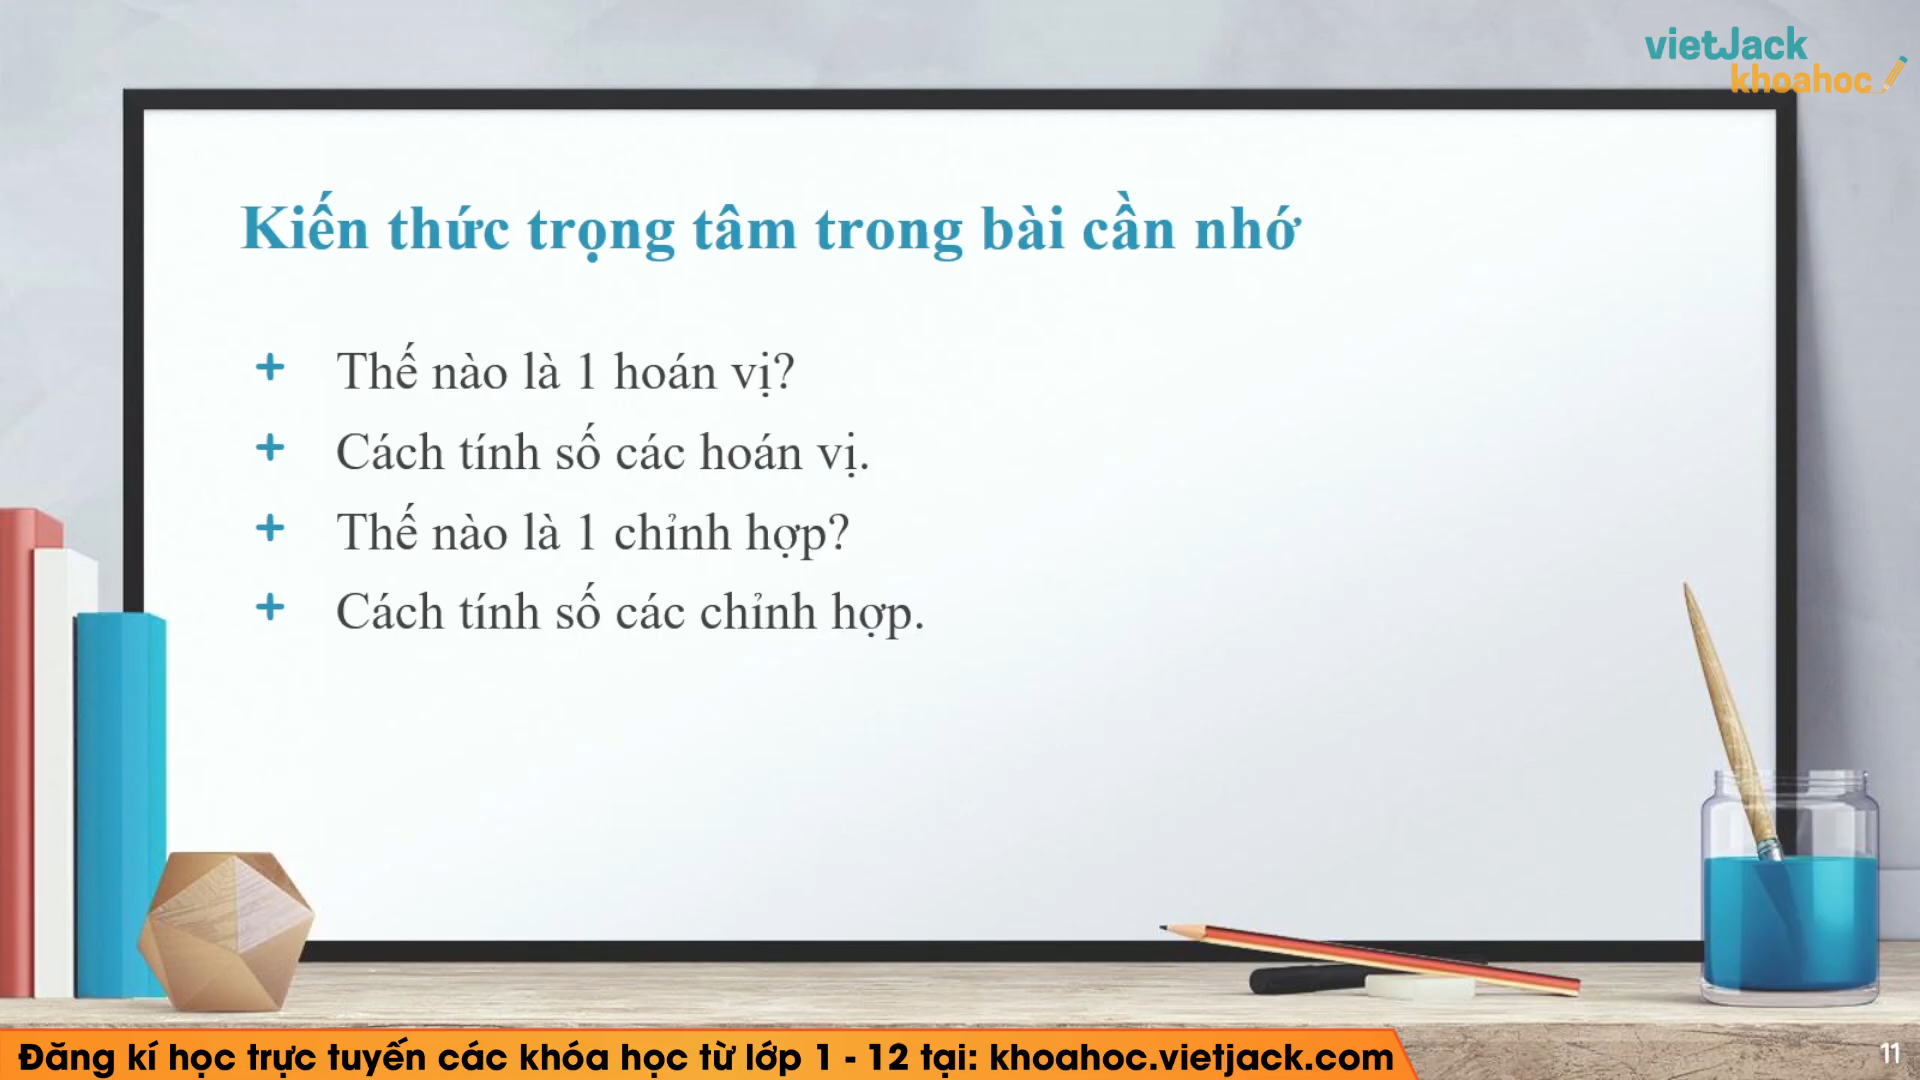 vietJack
khoahoc
Kiến thức trọng tâm trong bài cần nhớ
+ Thế nào là 1 hoán vị?
+ Cách tính số các hoán vị.
+ Thế nào là 1 chỉnh hợp?
+ Cách tính số các chỉnh hợp.
Đăng kí học trực tuyến các khóa học từ lớp 1 - 12 tại: khoahoc.vietjack.com
11